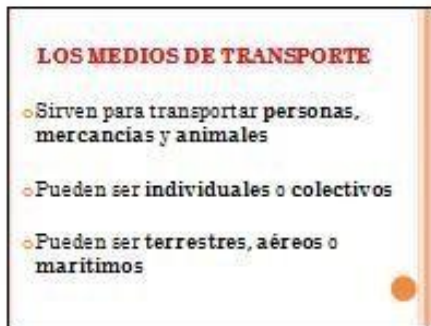 LOS MEDIOS DE TRANSPORTE
Sirven para transportar personas,
mercancías y animales
Pueden ser individuales o colectivos
Pueden ser terrestres, aéreos o
marítimos